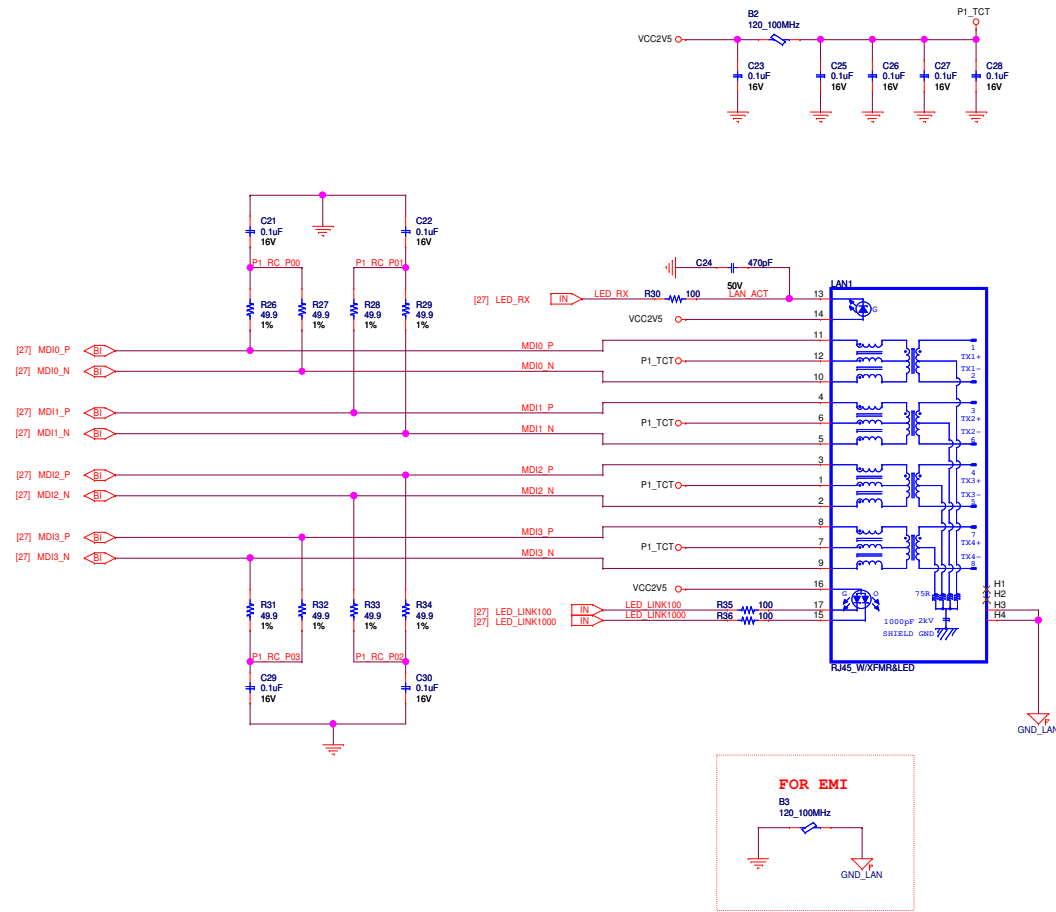 B2
120_100MHz
P1_TCT
VCC2V5
C23
0.1uF
16V
C25
0.1uF
16V
C26
0.1uF
16V
C27
0.1uF
16V
C28
0.1uF
16V
C21
0.1uF
16V
C22
0.1uF
16V
P1_RC_P00
P1_RC_P01
R26
49.9
1%
R27
49.9
1%
R28
49.9
1%
R29
49.9
1%
C24
470pF
50V
[27] LED_RX
IN
LED_RX
R30
100
LAN_ACT
13
LAN1
G
VCC2V5
14
[27] MDI0_P
BI
MDI0_P
11
1
TX1+
P1_TCT
12
[27] MDI0_N
BI
MDI0_N
10
TX1-
2
[27] MDI1_P
BI
MDI1_P
4
3
TX2+
P1_TCT
6
[27] MDI1_N
BI
MDI1_N
5
TX2-
6
[27] MDI2_P
BI
MDI2_P
3
4
TX3+
P1_TCT
1
[27] MDI2_N
BI
MDI2_N
2
TX3-
5
[27] MDI3_P
BI
MDI3_P
8
7
TX4+
P1_TCT
7
[27] MDI3_N
BI
MDI3_N
9
TX4-
8
VCC2V5
16
G
O
75R
H1
H2
H3
H4
[27] LED_LINK100
IN
LED_LINK100
R35
100
17
[27] LED_LINK1000
IN
LED_LINK1000
R36
100
15
1000pF 2kV
SHIELD GND
RJ45_W/XFMR&LED
R31
49.9
1%
R32
49.9
1%
R33
49.9
1%
R34
49.9
1%
P1_RC_P03
P1_RC_P02
C29
0.1uF
16V
C30
0.1uF
16V
P
GND_LAN
FOR EMI
B3
120_100MHz
P
GND_LAN